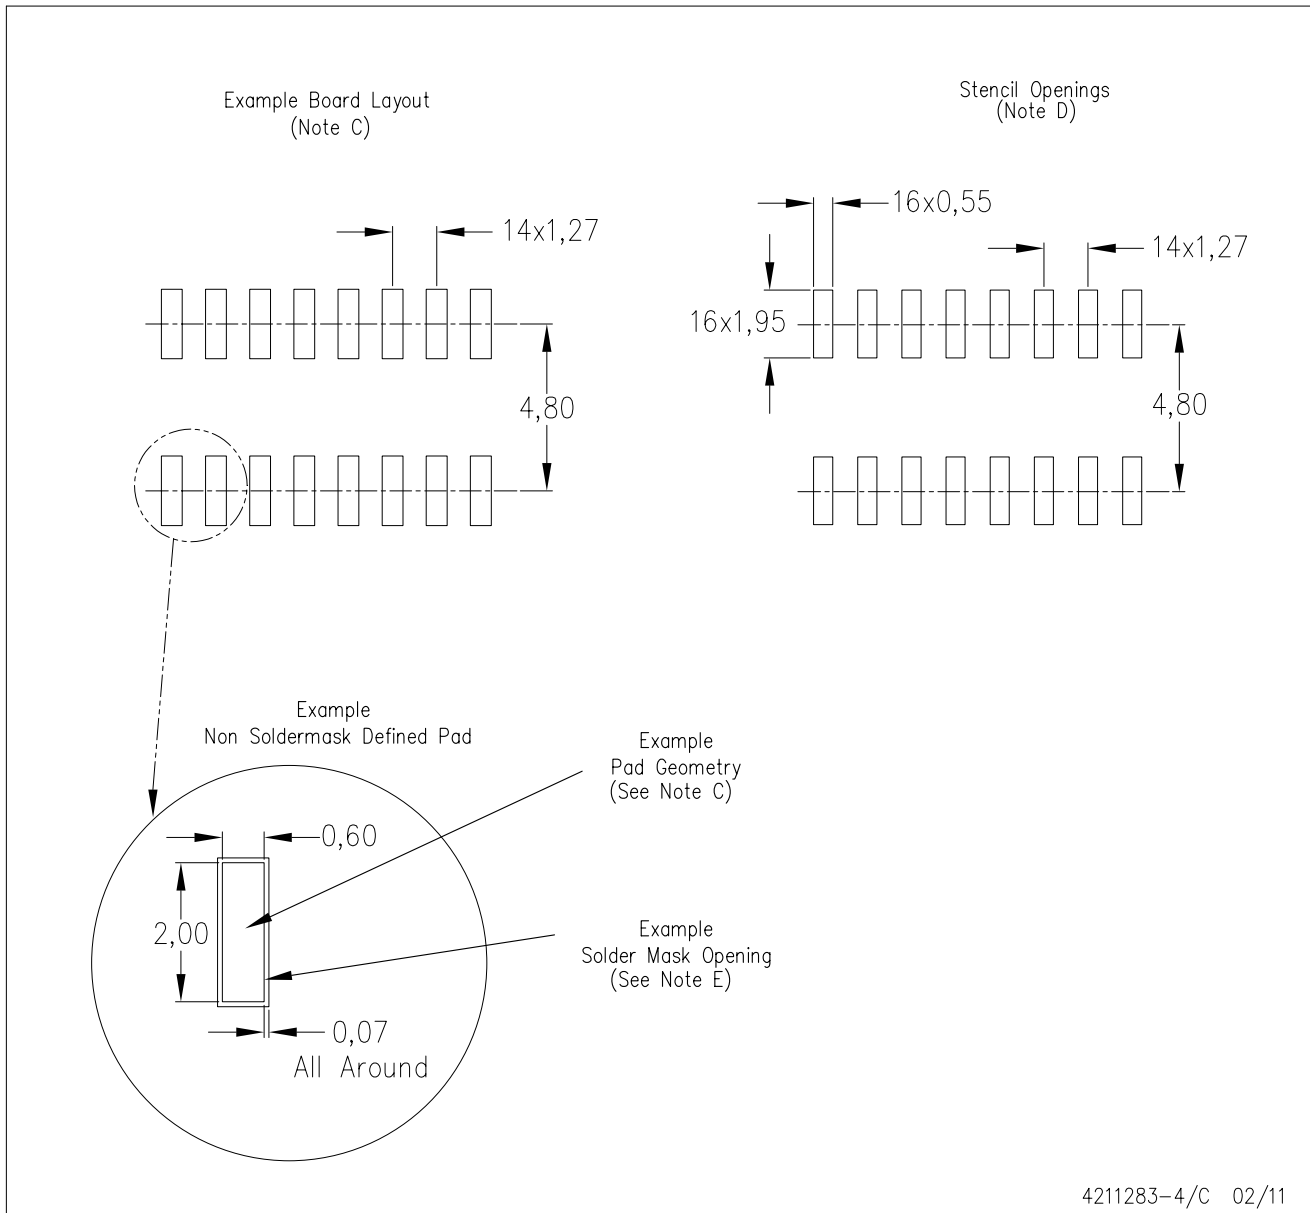 Example Board Layout
(Note C)
14x1,27
4,80
Stencil Openings
(Note D)
16x0,55
14x1,27
16x1,95
4,80
Example
Non Soldermask Defined Pad
0,60
2,00
0,07
All Around
Example
Pad Geometry
(See Note C)
Example
Solder Mask Opening
(See Note E)
4211283-4/C 02/11